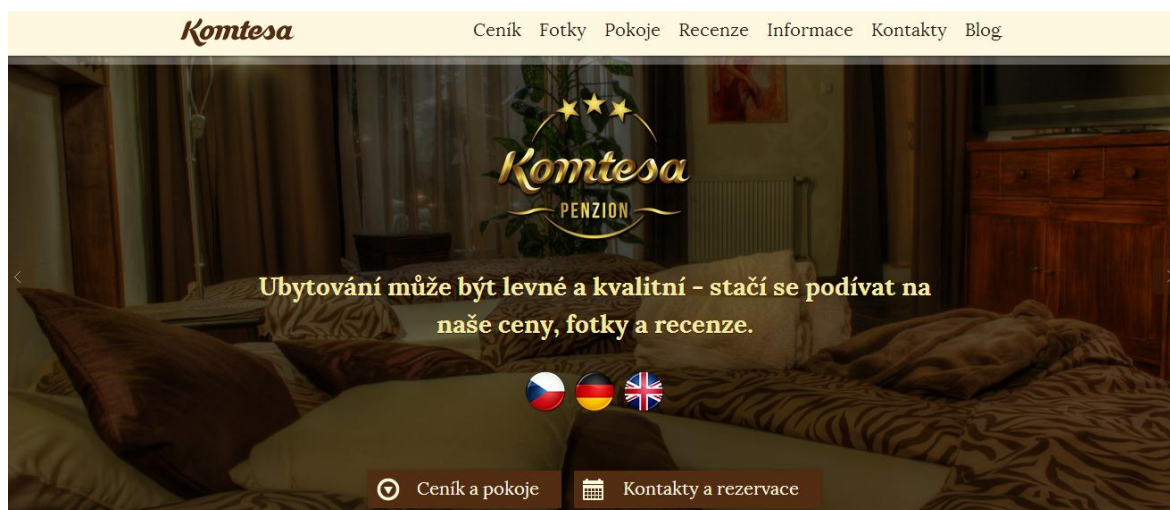 Komtesa
Ceník Fotky Pokoje Recenze Informace Kontakty Blog
Komtesa
PENZION
Ubytování může být levné a kvalitní - stačí se podívat na
naše ceny, fotky a recenze.
Ceník a pokoje
Kontakty a rezervace